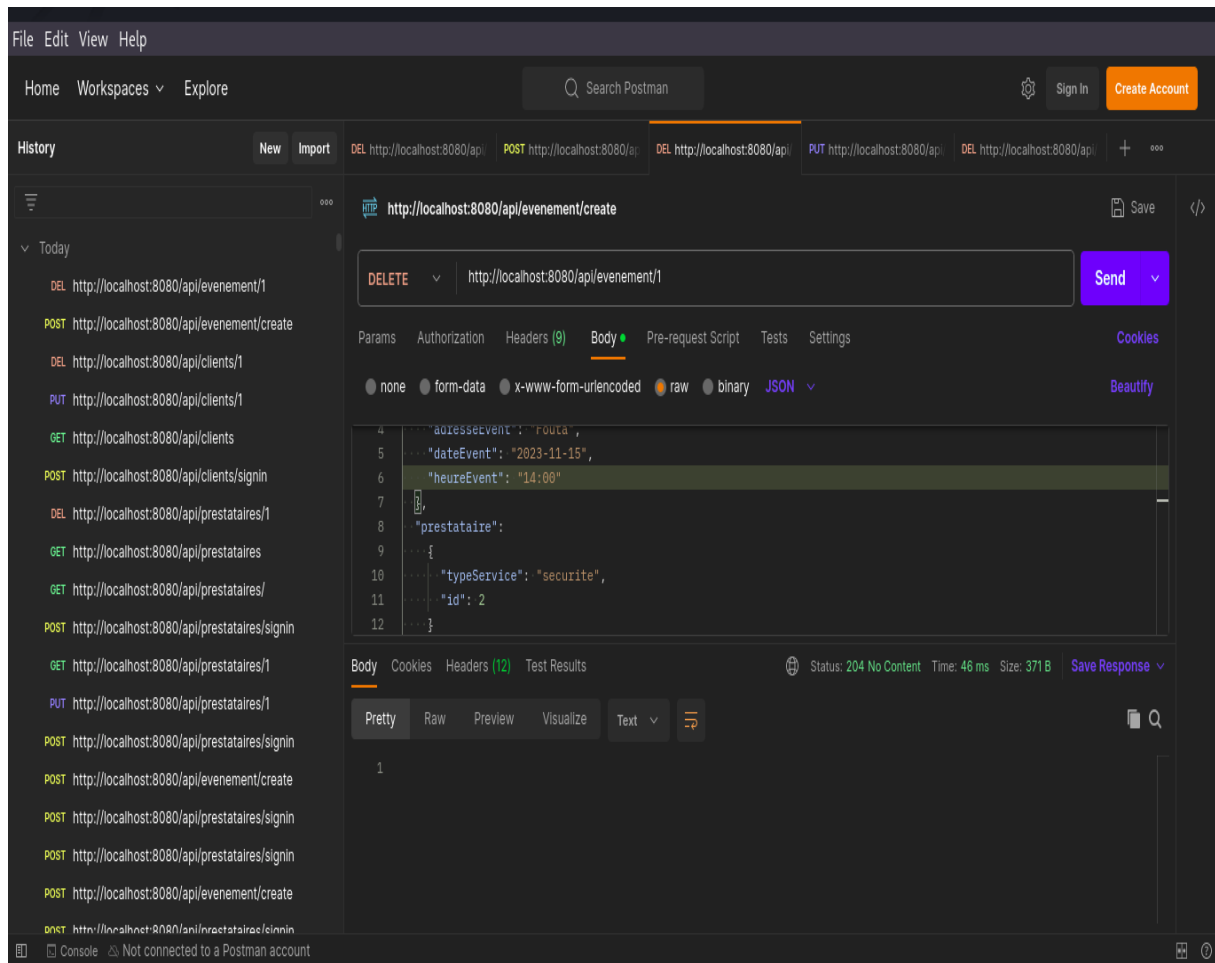 File Edit View Help
Home Workspaces Explore Search Postman Sign In Create Account
History New Import
DEL http://localhost:8080/api/ POST http://localhost:8080/ap DEL http://localhost:8080/api/ PUT http://localhost:8080/api/ DEL http://localhost:8080/api/
HTTP http://localhost:8080/api/evenement/create Save </>
Today
DEL http://localhost:8080/api/evenement/1
POST http://localhost:8080/api/evenement/create
DEL http://localhost:8080/api/clients/1
PUT http://localhost:8080/api/clients/1
GET http://localhost:8080/api/clients
POST http://localhost:8080/api/clients/signin
DEL http://localhost:8080/api/prestataires/1
GET http://localhost:8080/api/prestataires
GET http://localhost:8080/api/prestataires/
POST http://localhost:8080/api/prestataires/signin
GET http://localhost:8080/api/prestataires/1
PUT http://localhost:8080/api/prestataires/1
POST http://localhost:8080/api/prestataires/signin
POST http://localhost:8080/api/evenement/create
POST http://localhost:8080/api/prestataires/signin
POST http://localhost:8080/api/prestataires/signin
POST http://localhost:8080/api/evenement/create
POST http://localhost:8080/api/prestataires/signin
DELETE http://localhost:8080/api/evenement/1 Send
Params Authorization Headers (9) Body Pre-request Script Tests Settings Cookies
none form-data x-www-form-urlencoded raw binary JSON Beautify
4 "adresseEvent": "Fouta",
5 "dateEvent": "2023-11-15",
6 "heureEvent": "14:00"
7 },
8 "prestataire":
9 {
10 "typeService": "securite",
11 "id": 2
12 }
Body Cookies Headers (12) Test Results Status: 204 No Content Time: 46 ms Size: 371 B Save Response
Pretty Raw Preview Visualize Text
1
Console Not connected to a Postman account